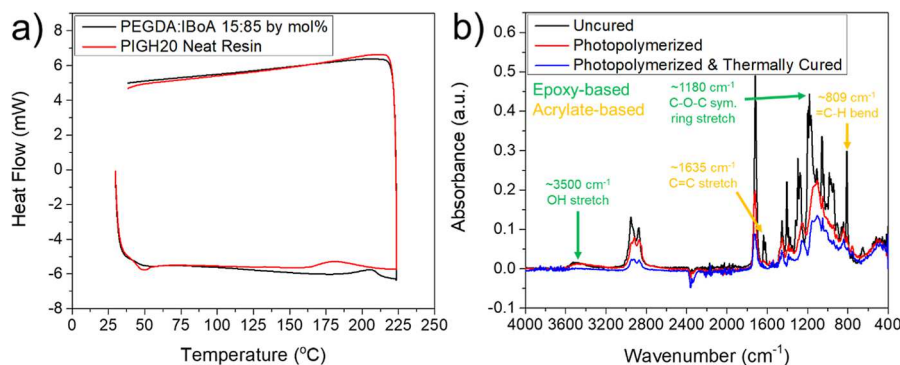 a)
PEGDA:IBoA 15:85 by mol%
PIGH20 Neat Resin
Heat Flow (mW)
8
6
4
2
0
-2
-4
-6
-8
0 25 50 75 100 125 150 175 200 225 250
Temperature (ºC)
b)
Uncured
Photopolymerized
Photopolymerized & Thermally Cured
Epoxy-based
Acrylate-based
~1180 cm⁻¹
C-O-C sym.
ring stretch
~809 cm⁻¹
=C-H bend
~1635 cm⁻¹
C=C stretch
~3500 cm⁻¹
OH stretch
Absorbance (a.u.)
0.6
0.5
0.4
0.3
0.2
0.1
0.0
-0.1
4000 3600 3200 2800 2400 2000 1600 1200 800 400
Wavenumber (cm⁻¹)